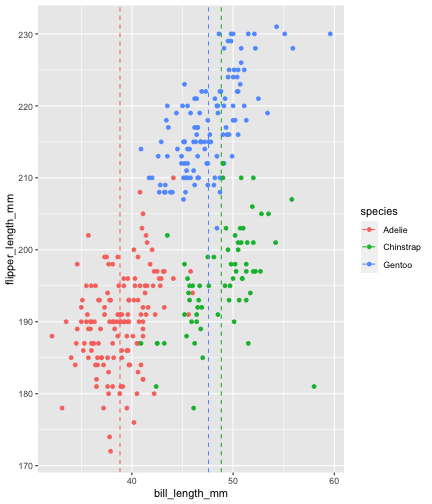 230
220
210
200
190
180
170
40
50
60
bill_length_mm
flipper_length_mm
species
Adelie
Chinstrap
Gentoo